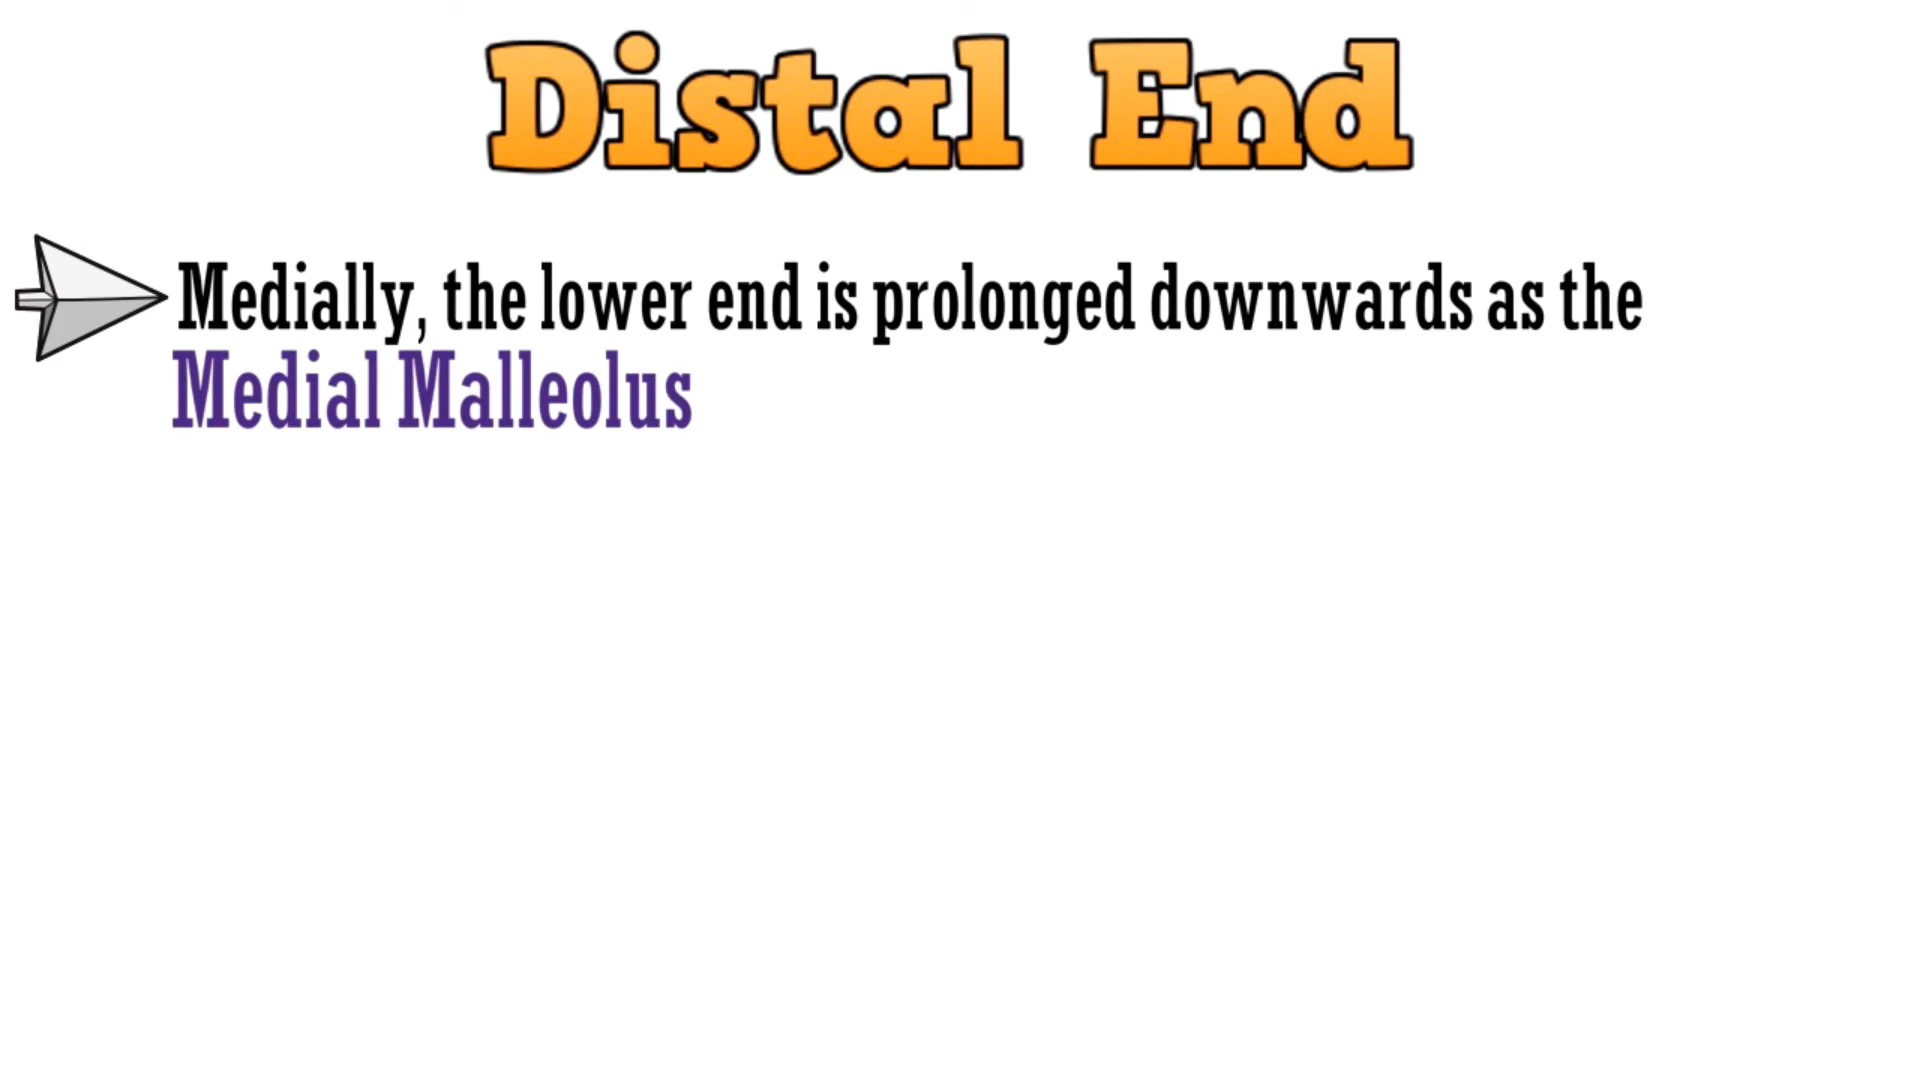 Distal End
Medially, the lower end is prolonged downwards as the
Medial Malleolus